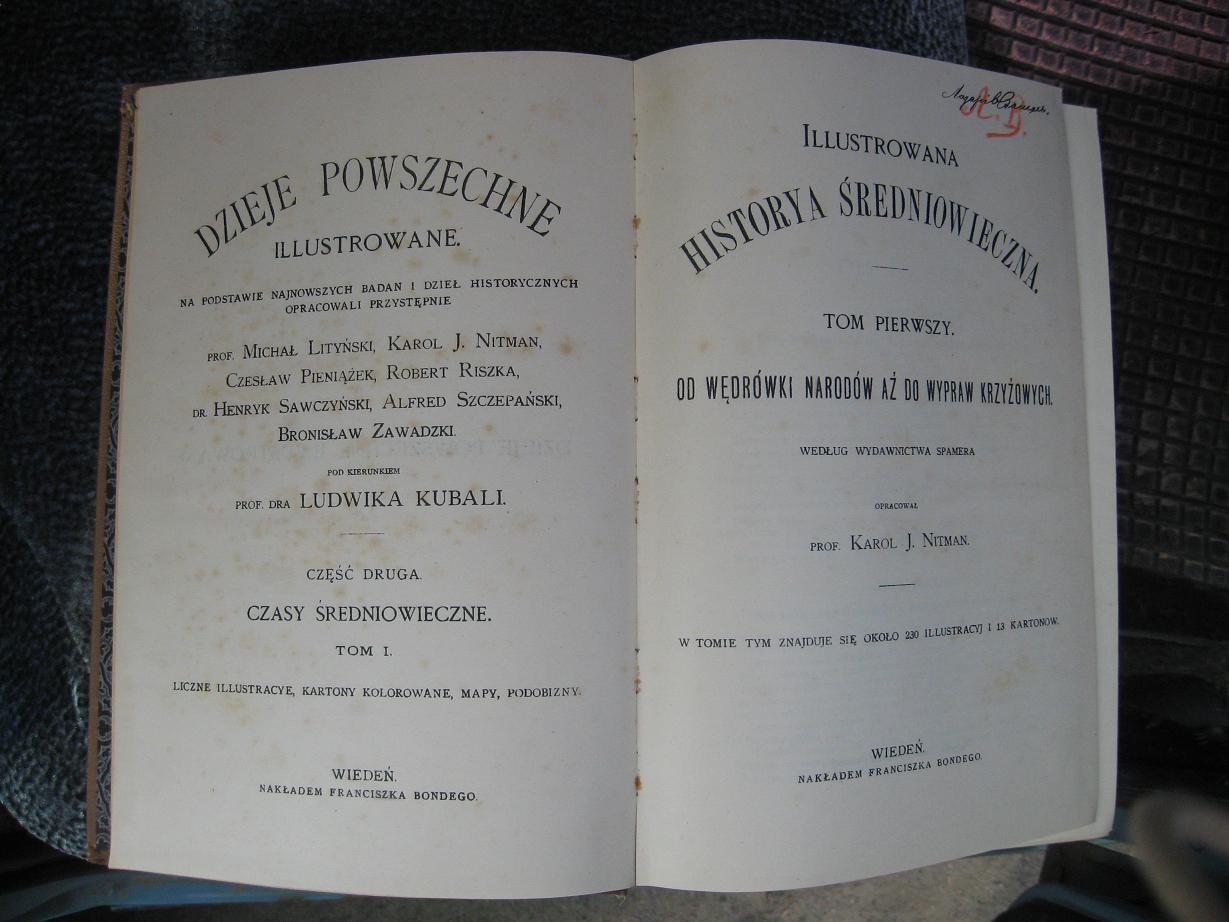 DZIEJE POWSZECHNE
ILLUSTROWANE.
NA PODSTAWIE NAJNOWSZYCH BADAN I DZIEŁ HISTORYCZNYCH
OPRACOWALI PRZYSTĘPNIE
PROF. MICHAŁ LITYŃSKI, KAROL J. NITMAN,
CZESŁAW PIENIĄŻEK, ROBERT RISZKA,
DR. HENRYK SAWCZYŃSKI, ALFRED SZCZEPAŃSKI,
BRONISŁAW ZAWADZKI.
POD KIERUNKIEM
PROF. DRA LUDWIKA KUBALI.
CZĘŚĆ DRUGA.
CZASY ŚREDNIOWIECZNE.
TOM I.
LICZNE ILLUSTRACYE, KARTONY KOLOROWANE, MAPY, PODOBIZNY.
WIEDEŃ.
NAKŁADEM FRANCISZKA BONDEGO.
ILLUSTROWANA
HISTORYA ŚREDNIOWIECZNA.
TOM PIERWSZY.
OD WĘDRÓWKI NARODÓW AŻ DO WYPRAW KRZYŻOWYCH.
WEDŁUG WYDAWNICTWA SPAMERA
OPRACOWAŁ
PROF. KAROL J. NITMAN.
W TOMIE TYM ZNAJDUJE SIĘ OKOŁO 230 ILLUSTRACYJ I 13 KARTONOW.
WIEDEŃ.
NAKŁADEM FRANCISZKA BONDEGO.